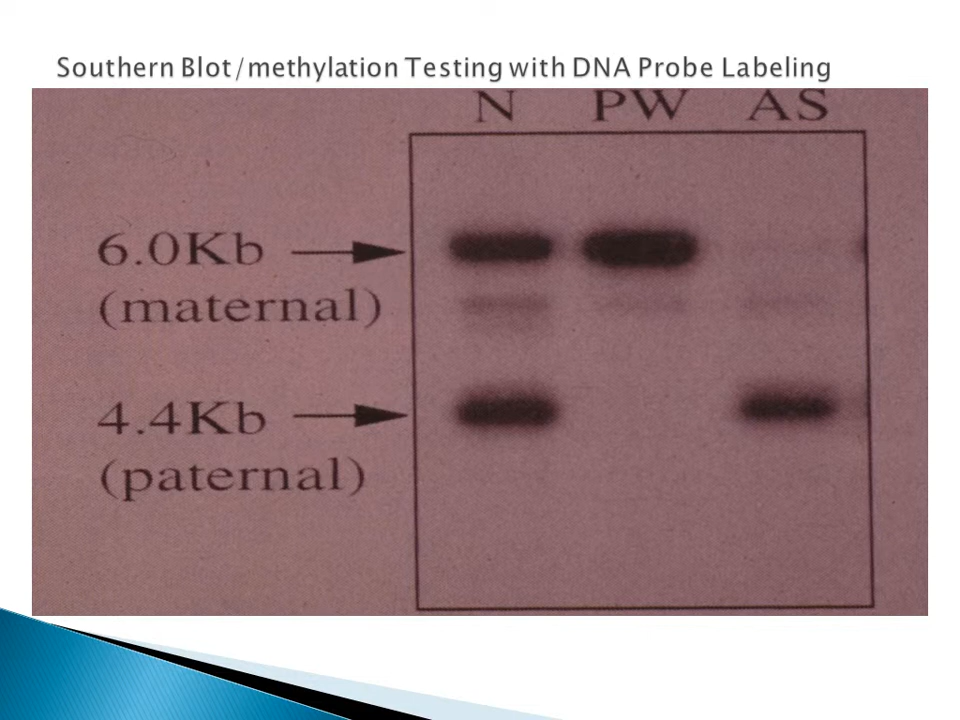 Southern Blot/methylation Testing with DNA Probe Labeling
N PW AS
6.0Kb
(maternal)
4.4Kb
(paternal)